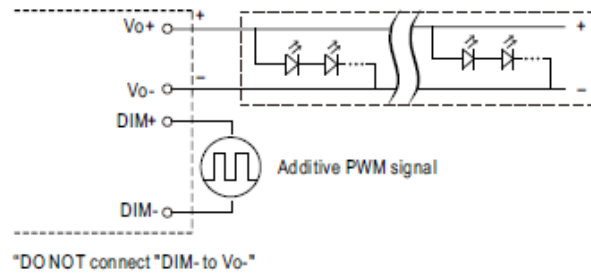 Vo+
+
+
Vo-
−
−
DIM+
Additive PWM signal
DIM-
"DO NOT connect "DIM- to Vo-"